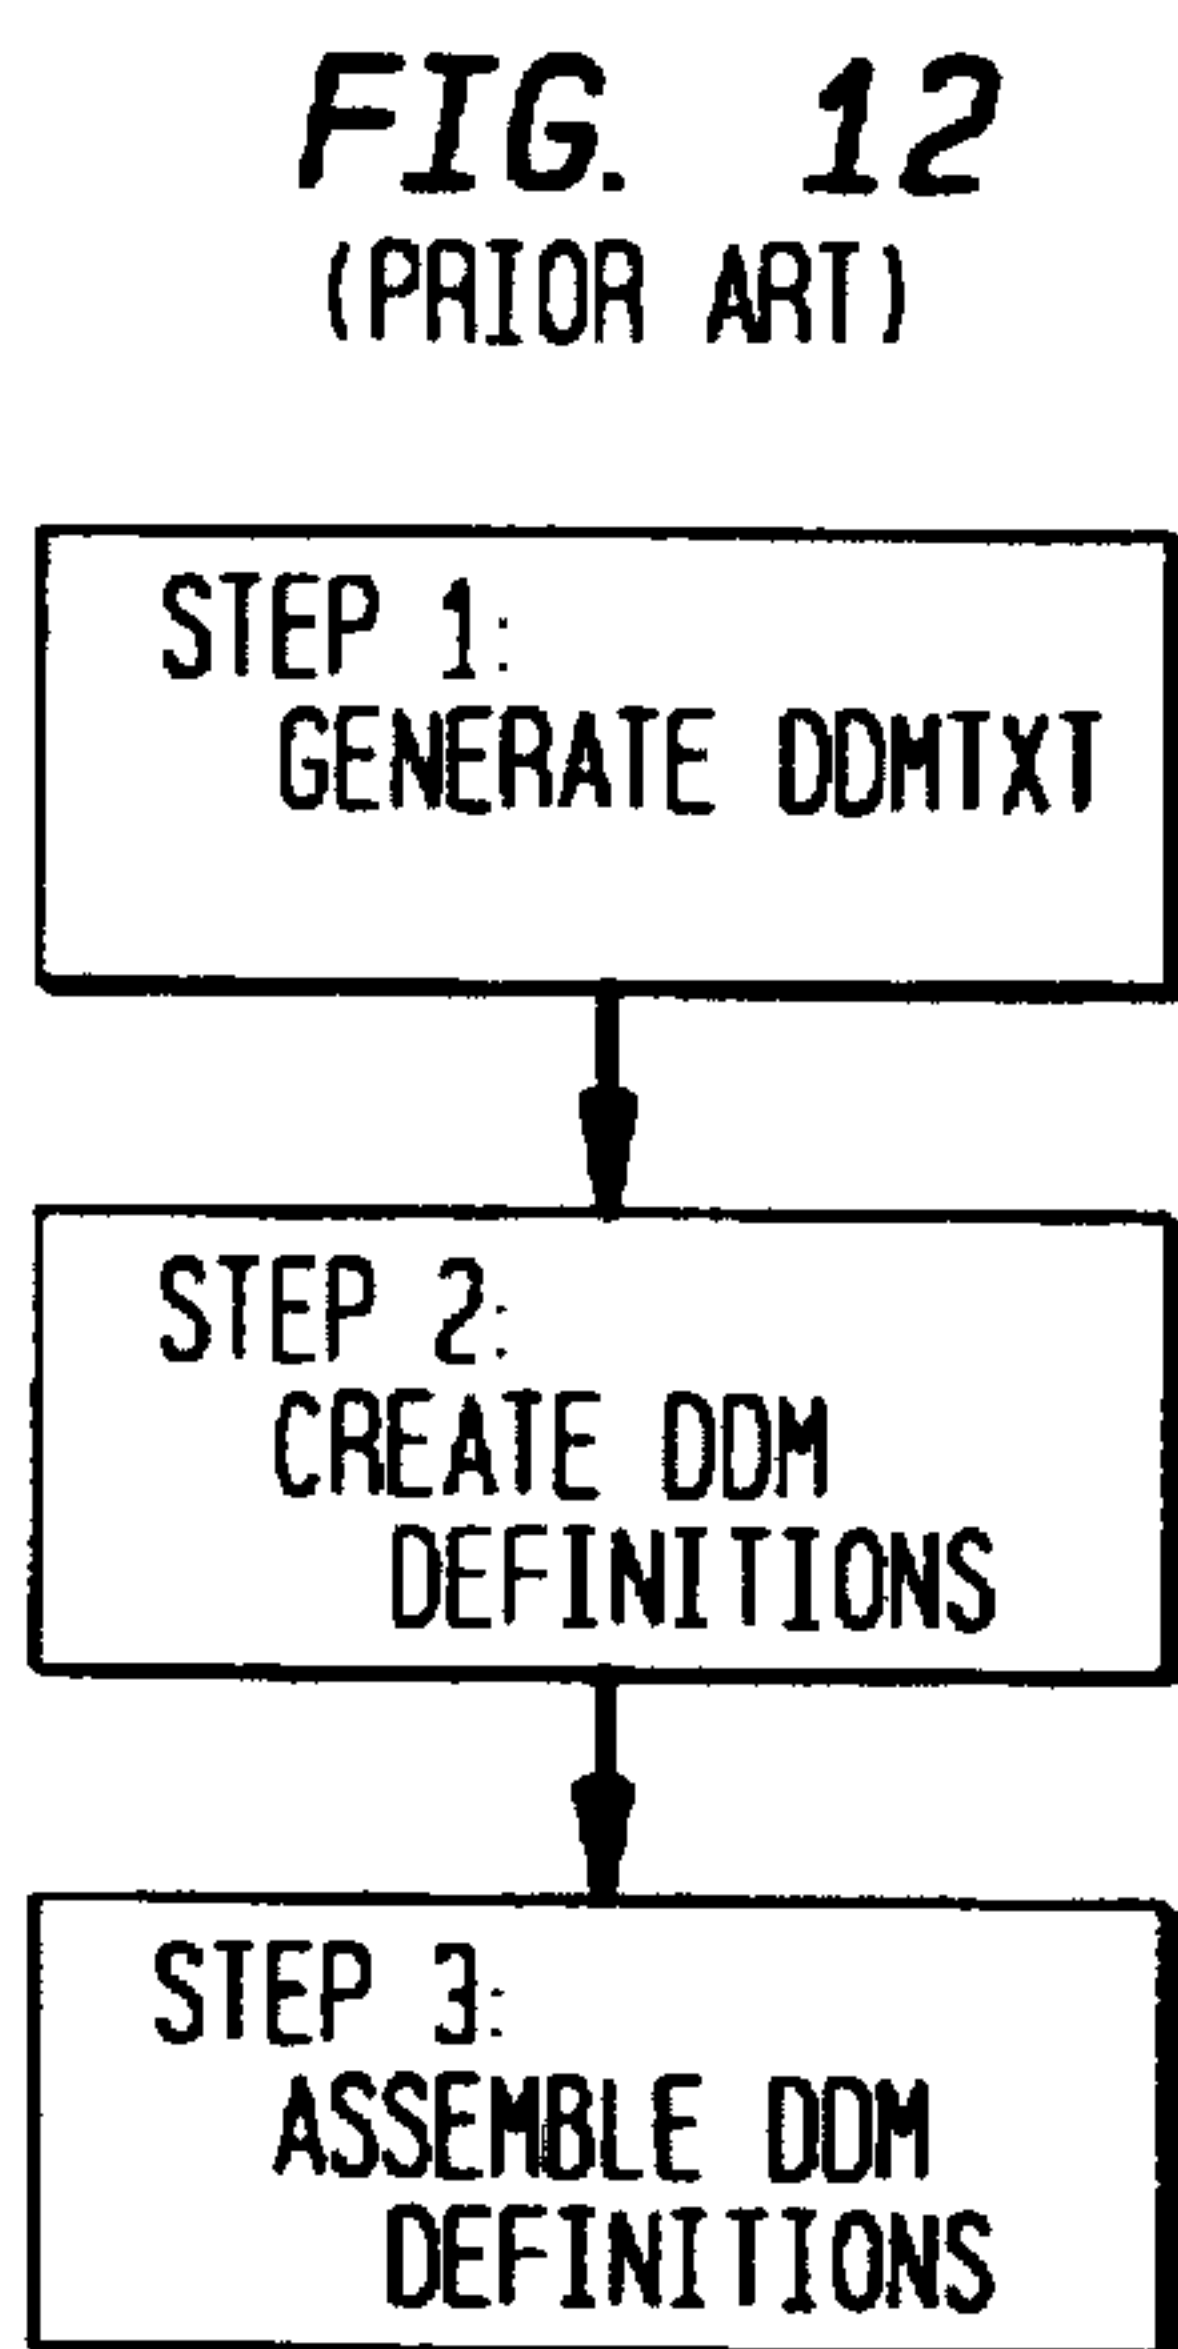 FIG. 12
(PRIOR ART)
STEP 1:
GENERATE DDMTXT
STEP 2:
CREATE DDM
DEFINITIONS
STEP 3:
ASSEMBLE DDM
DEFINITIONS